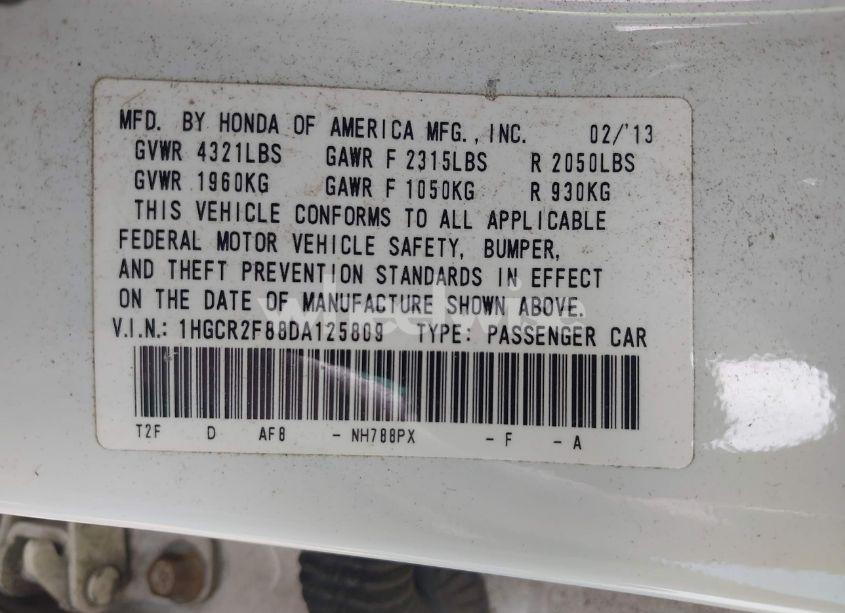 MFD. BY HONDA OF AMERICA MFG., INC. 02/'13
GVWR 4321LBS GAWR F 2315LBS R 2050LBS
GVWR 1960KG GAWR F 1050KG R 930KG
THIS VEHICLE CONFORMS TO ALL APPLICABLE
FEDERAL MOTOR VEHICLE SAFETY, BUMPER,
AND THEFT PREVENTION STANDARDS IN EFFECT
ON THE DATE OF MANUFACTURE SHOWN ABOVE.
wheelwise
V.I.N.: 1HGCR2F88DA125809 TYPE: PASSENGER CAR
T2F D AF8 - NH788PX - F - A